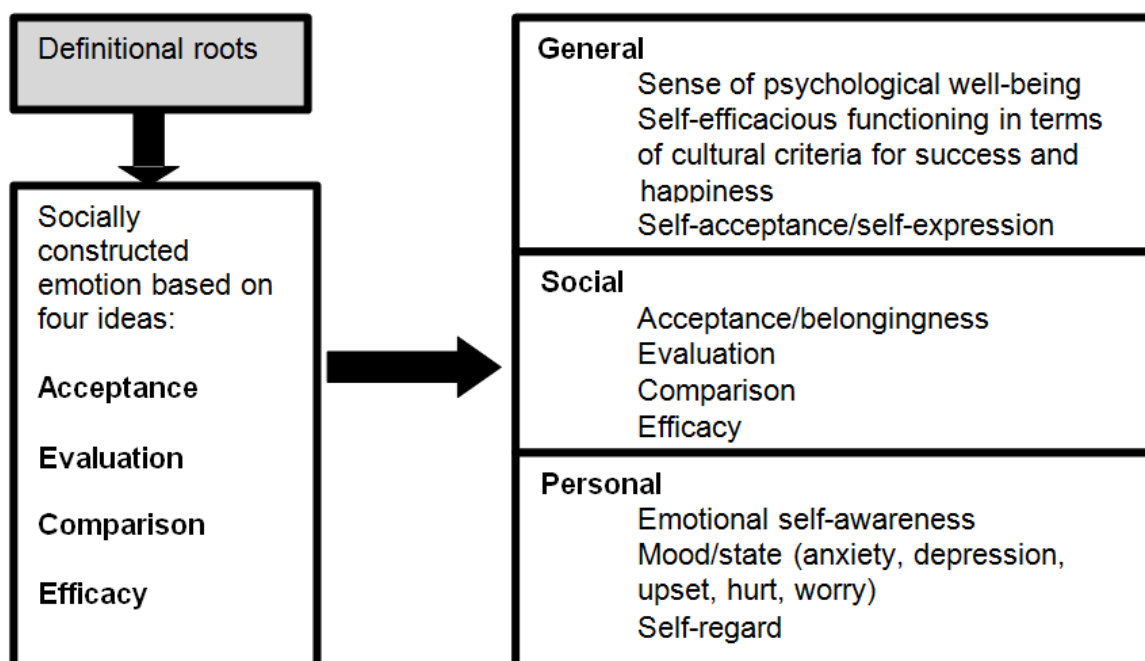 Definitional roots
Socially
constructed
emotion based on
four ideas:
Acceptance
Evaluation
Comparison
Efficacy
General
Sense of psychological well-being
Self-efficacious functioning in terms
of cultural criteria for success and
happiness
Self-acceptance/self-expression
Social
Acceptance/belongingness
Evaluation
Comparison
Efficacy
Personal
Emotional self-awareness
Mood/state (anxiety, depression,
upset, hurt, worry)
Self-regard